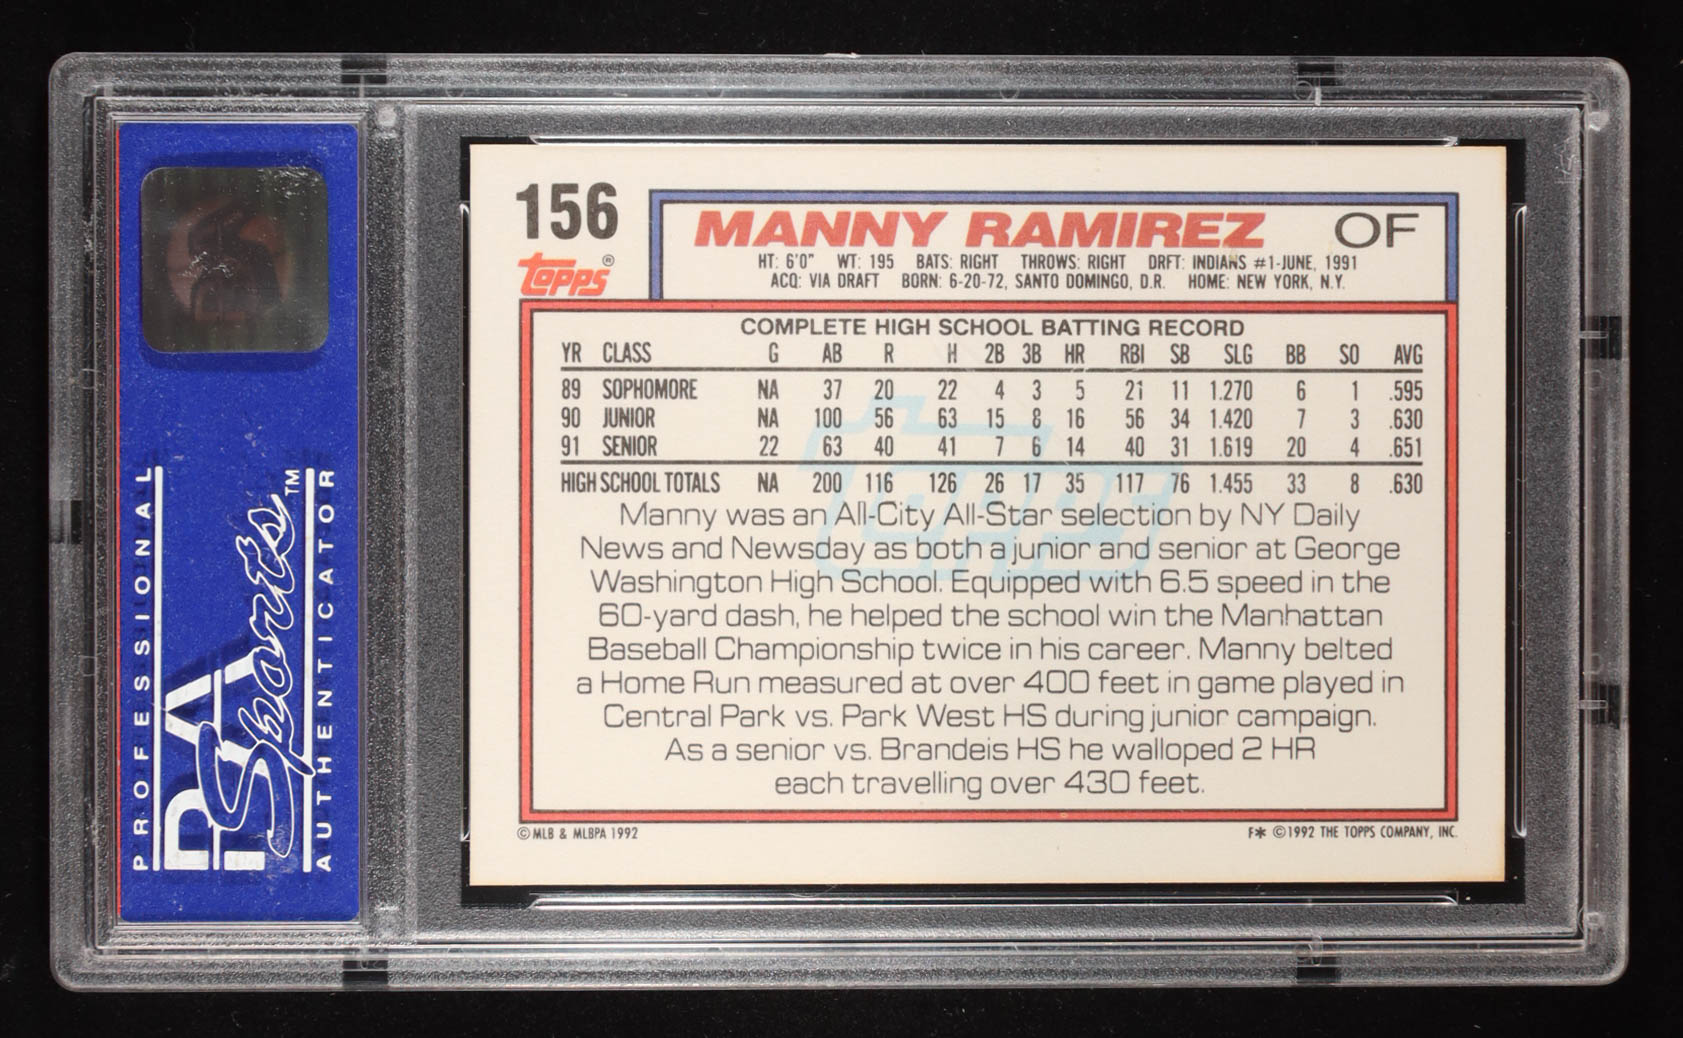 156
topps®
MANNY RAMIREZ OF
HT: 6'0" WT: 195 BATS: RIGHT THROWS: RIGHT DRFT: INDIANS #1-JUNE, 1991
ACQ: VIA DRAFT BORN: 6-20-72, SANTO DOMINGO, D.R. HOME: NEW YORK, N.Y.
COMPLETE HIGH SCHOOL BATTING RECORD
YR CLASS G AB R H 2B 3B HR RBI SB SLG BB SO AVG
89 SOPHOMORE NA 37 20 22 4 3 5 21 11 1.270 6 1 .595
90 JUNIOR NA 100 56 63 15 8 16 56 34 1.420 7 3 .630
91 SENIOR 22 63 40 41 7 6 14 40 31 1.619 20 4 .651
HIGH SCHOOL TOTALS NA 200 116 126 26 17 35 117 76 1.455 33 8 .630
topps
Manny was an All-City All-Star selection by NY Daily
News and Newsday as both a junior and senior at George
Washington High School. Equipped with 6.5 speed in the
60-yard dash, he helped the school win the Manhattan
Baseball Championship twice in his career. Manny belted
a Home Run measured at over 400 feet in game played in
Central Park vs. Park West HS during junior campaign.
As a senior vs. Brandeis HS he walloped 2 HR
each travelling over 430 feet.
© MLB & MLBPA 1992
F* © 1992 THE TOPPS COMPANY, INC.
PROFESSIONAL
PSA
Sports™
AUTHENTICATOR